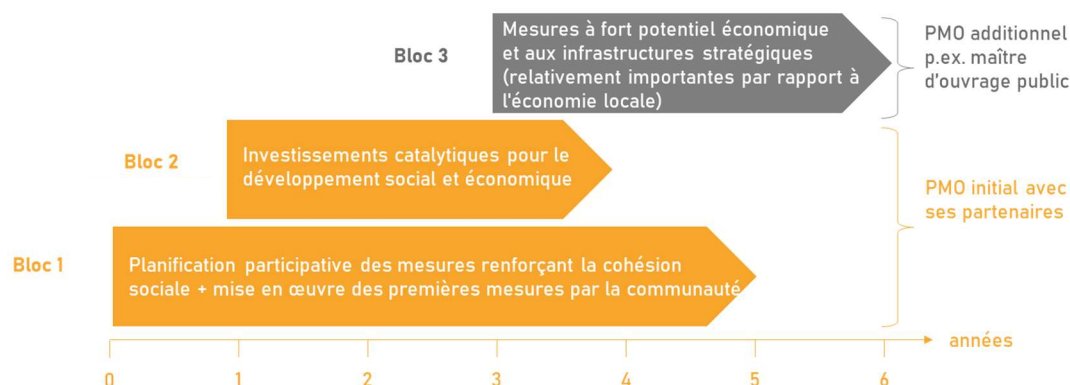 Bloc 3
Mesures à fort potentiel économique
et aux infrastructures stratégiques
(relativement importantes par rapport à
l'économie locale)
PMO additionnel
p.ex. maître
d'ouvrage public
Bloc 2
Investissements catalytiques pour le
développement social et économique
PMO initial avec
ses partenaires
Bloc 1
Planification participative des mesures renforçant la cohésion
sociale + mise en œuvre des premières mesures par la communauté
années
0 1 2 3 4 5 6